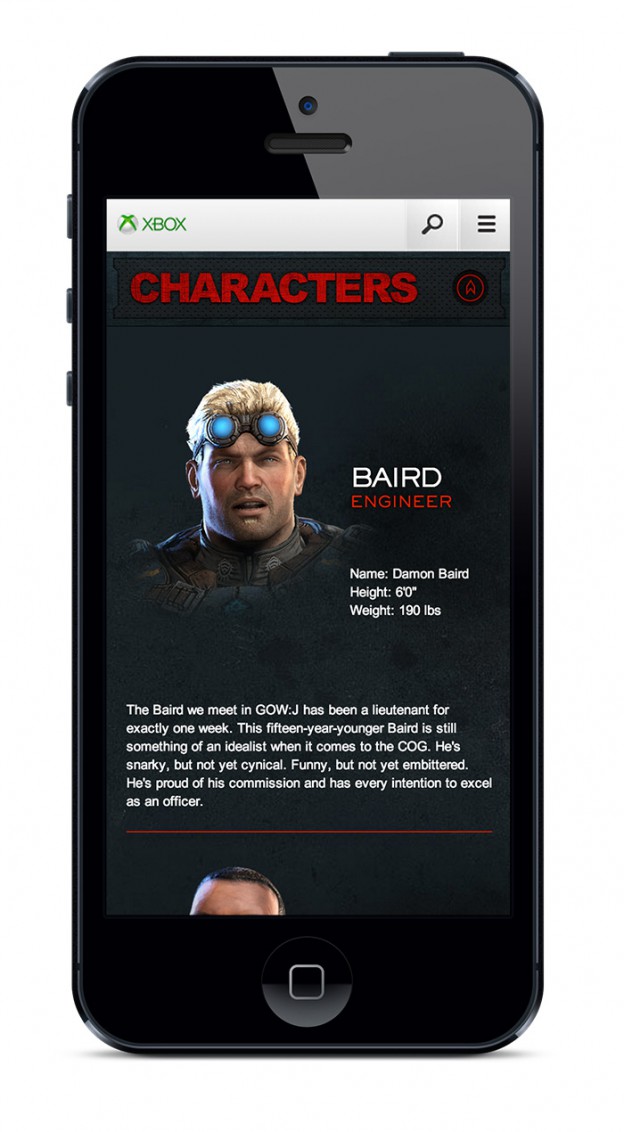 XBOX
CHARACTERS
BAIRD
ENGINEER
Name: Damon Baird
Height: 6'0"
Weight: 190 lbs
The Baird we meet in GOW:J has been a lieutenant for
exactly one week. This fifteen-year-younger Baird is still
something of an idealist when it comes to the COG. He's
snarky, but not yet cynical. Funny, but not yet embittered.
He's proud of his commission and has every intention to excel
as an officer.